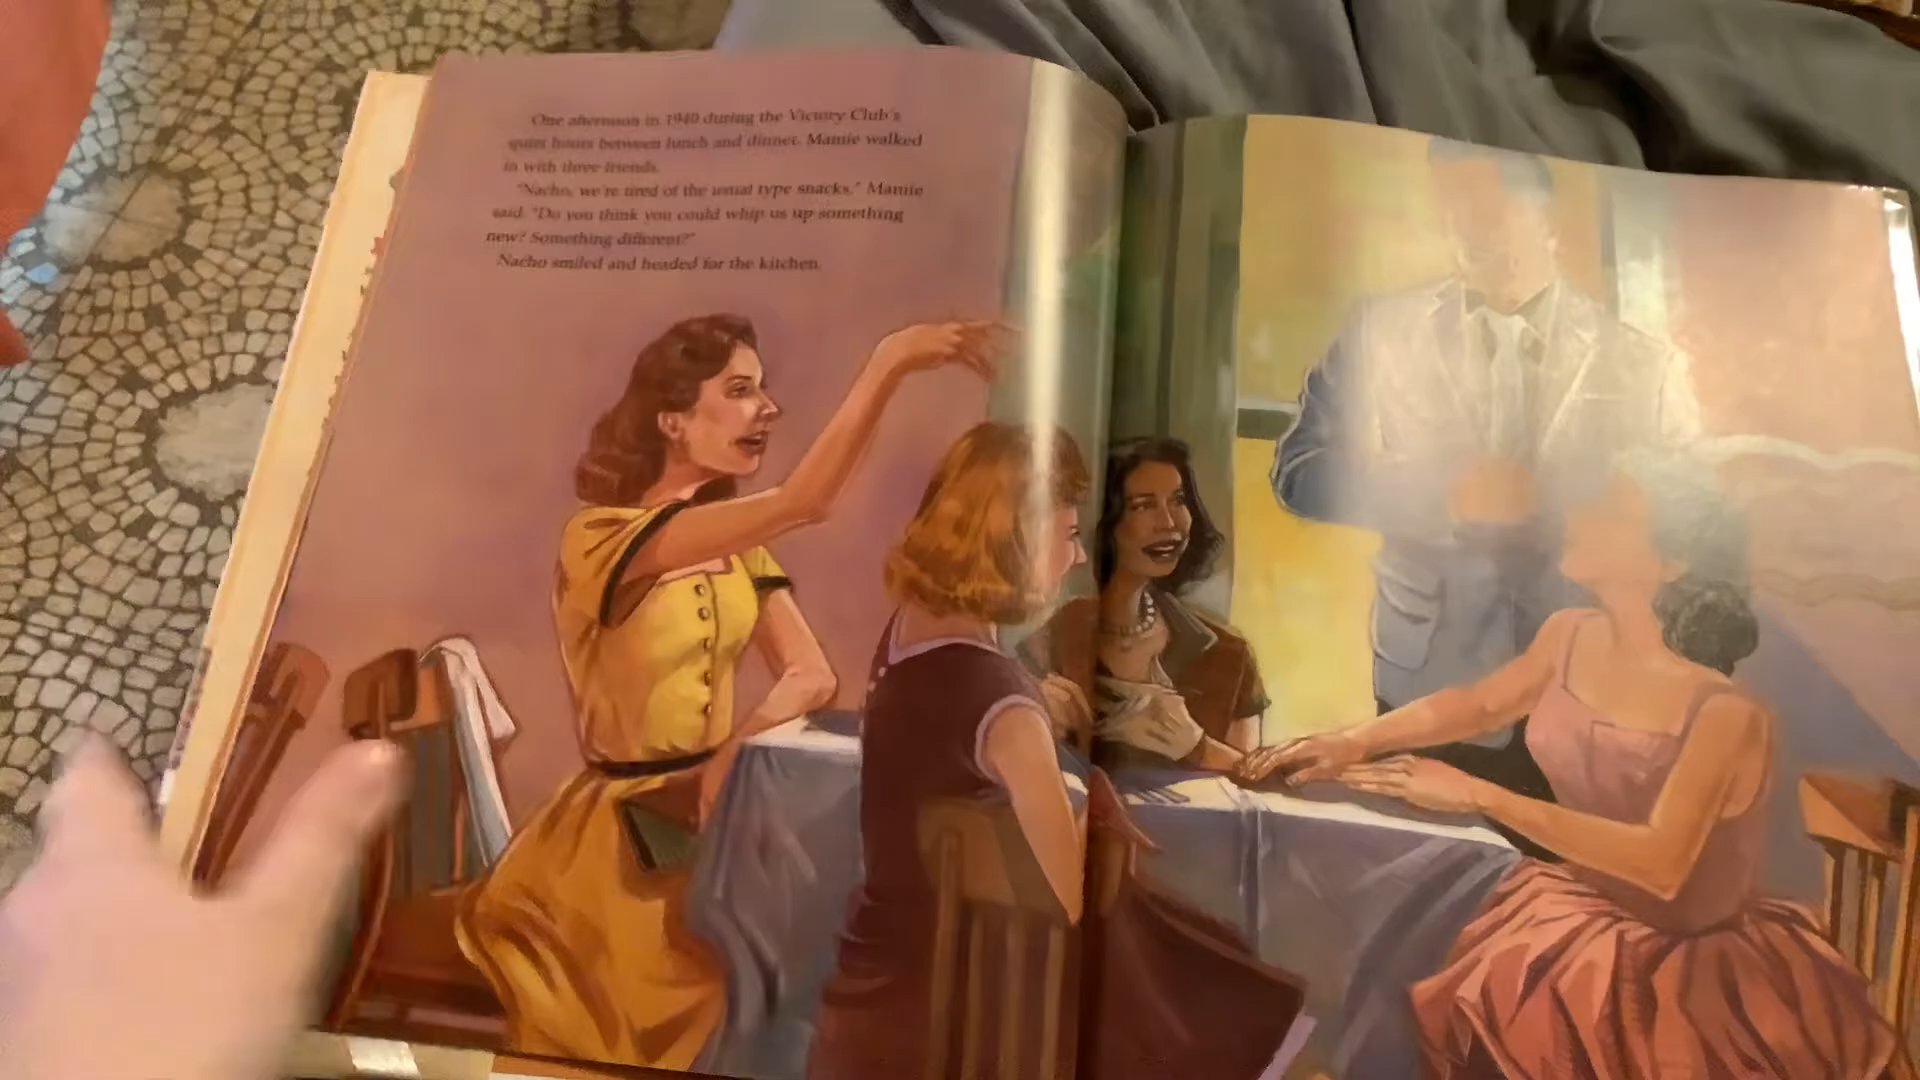 One afternoon in 1940 during the Victory Club's
quiet hours between lunch and dinner, Mamie walked
in with three friends.
"Nacho, we're tired of the usual type snacks," Mamie
said. "Do you think you could whip us up something
new? Something different?"
Nacho smiled and headed for the kitchen.